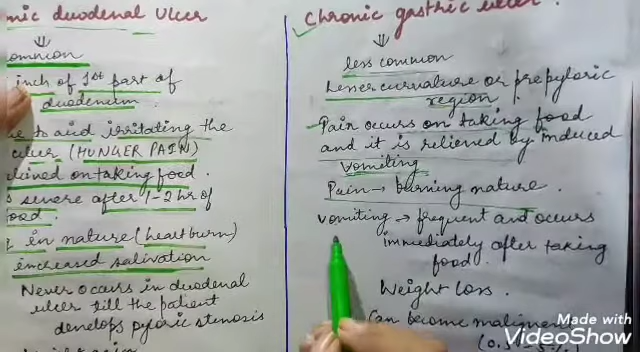 mic duodenal Ulcer
ommon
inch of 1st part of
duodenum
to acid irritating the
ulcer (HUNGER PAIN)
on taking food.
severe after 1-2 hr of
food.
in nature (heartburn)
increased salivation
Never occurs in duodenal
ulcer till the patient
develops pyloric stenosis
Chronic gastric ulcer.
less common
Lesser curvature or prepyloric
region.
Pain occurs on taking food
and it is relieved by induced
Vomiting
Pain → burning nature.
vomiting → frequent and occurs
immediately after taking
food
Weight loss.
Can become malignant
Made with
VideoShow